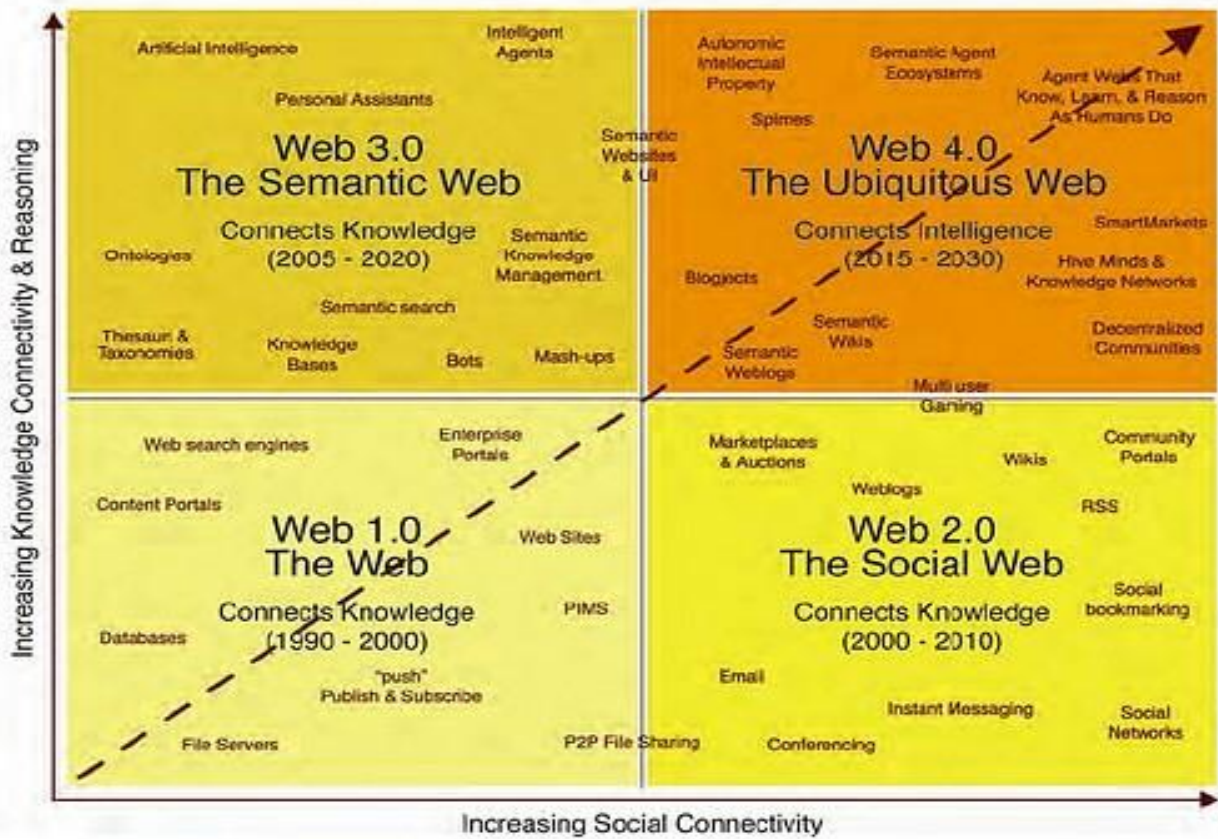 Increasing Knowledge Connectivity & Reasoning
Artificial Intelligence
Intelligent
Agents
Personal Assistants
Web 3.0
The Semantic Web
Connects Knowledge
(2005 - 2020)
Ontologies
Semantic
Knowledge
Management
Semantic search
Thesauri &
Taxonomies
Knowledge
Bases
Bots
Mash-ups
Semantic
Websites
& UI
Autonomic
Intellectual
Property
Semantic Agent
Ecosystems
Agent Webs That
Know, Learn, & Reason
As Humans Do
Spimes
Web 4.0
The Ubiquitous Web
Connects Intelligence
(2015 - 2030)
SmartMarkets
Blogjects
Hive Minds &
Knowledge Networks
Semantic
Wikis
Decentralized
Communities
Semantic
Weblogs
Multi user
Gaming
Web search engines
Enterprise
Portals
Content Portals
Web 1.0
The Web
Web Sites
Connects Knowledge
(1990 - 2000)
PIMS
Databases
"push"
Publish & Subscribe
File Servers
P2P File Sharing
Marketplaces
& Auctions
Wikis
Community
Portals
Weblogs
RSS
Web 2.0
The Social Web
Connects Knowledge
(2000 - 2010)
Social
bookmarking
Email
Instant Messaging
Social
Networks
Conferencing
Increasing Social Connectivity